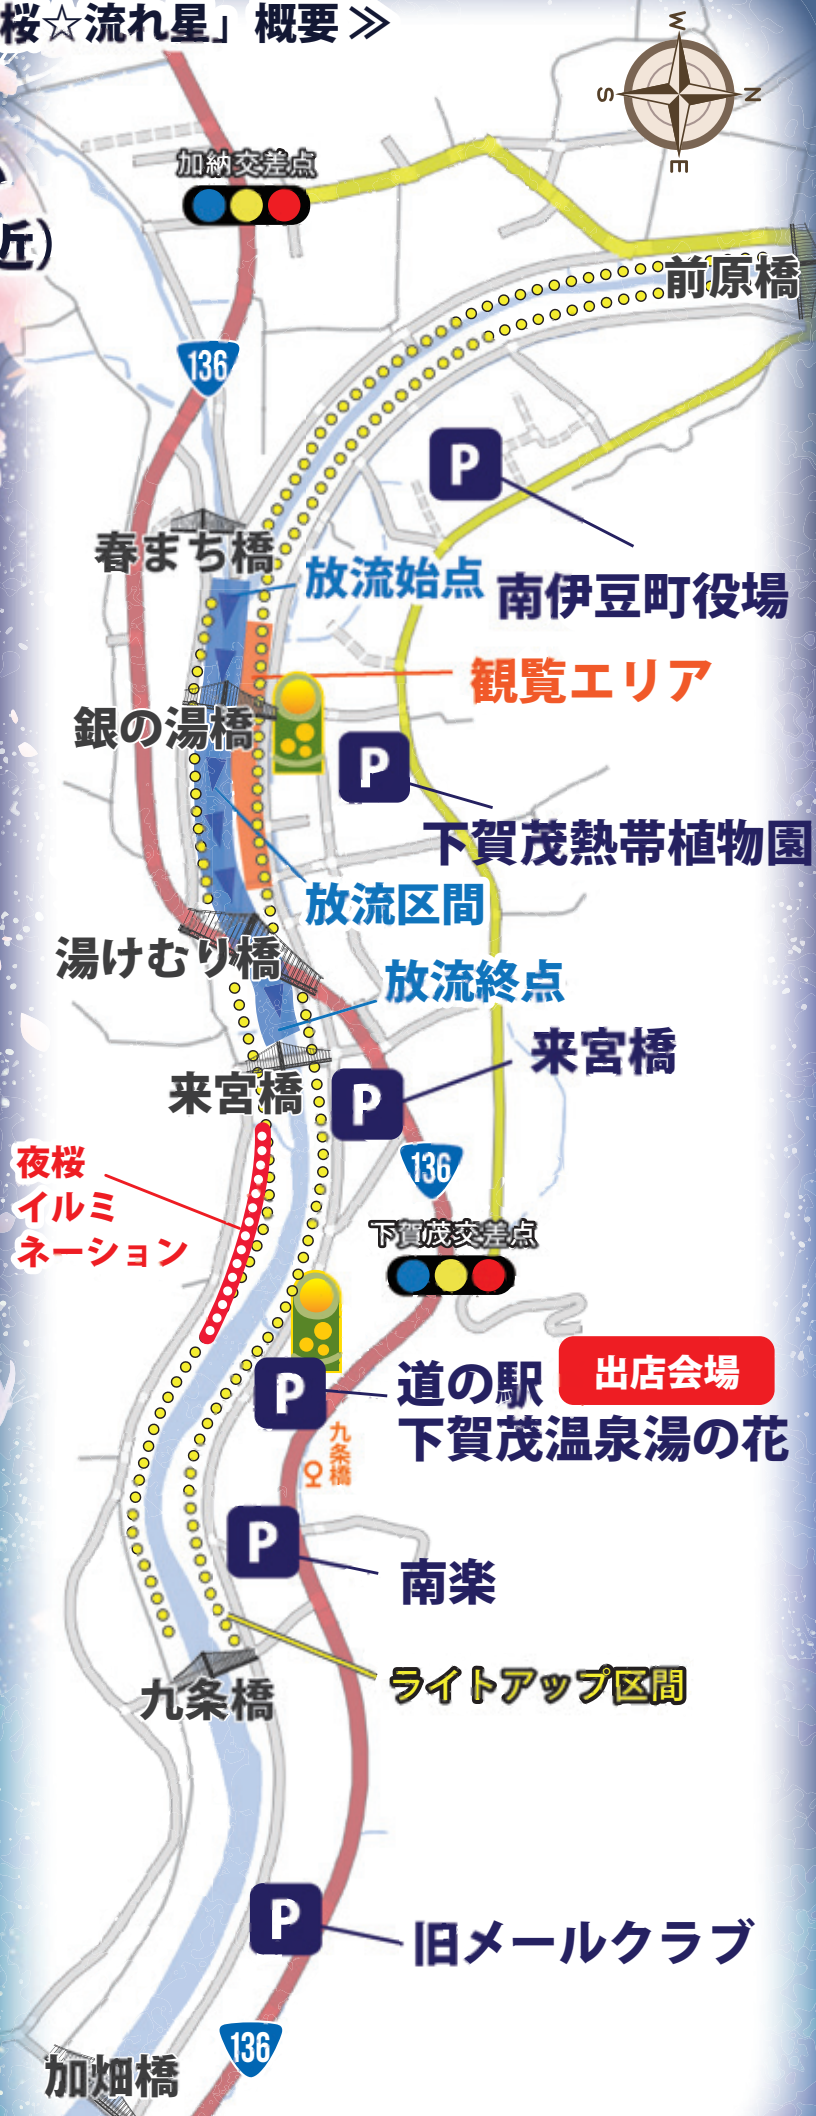 桜☆流れ星」概要≫
W
S
N
E
近）
加納交差点
前原橋
136
P
春まち橋
放流始点
南伊豆町役場
観覧エリア
銀の湯橋
P
下賀茂熱帯植物園
放流区間
湯けむり橋
放流終点
来宮橋
来宮橋
P
夜桜
イルミ
ネーション
136
下賀茂交差点
P
道の駅
出店会場
下賀茂温泉湯の花
九条橋
P
南楽
ライトアップ区間
九条橋
P
旧メールクラブ
136
加畑橋